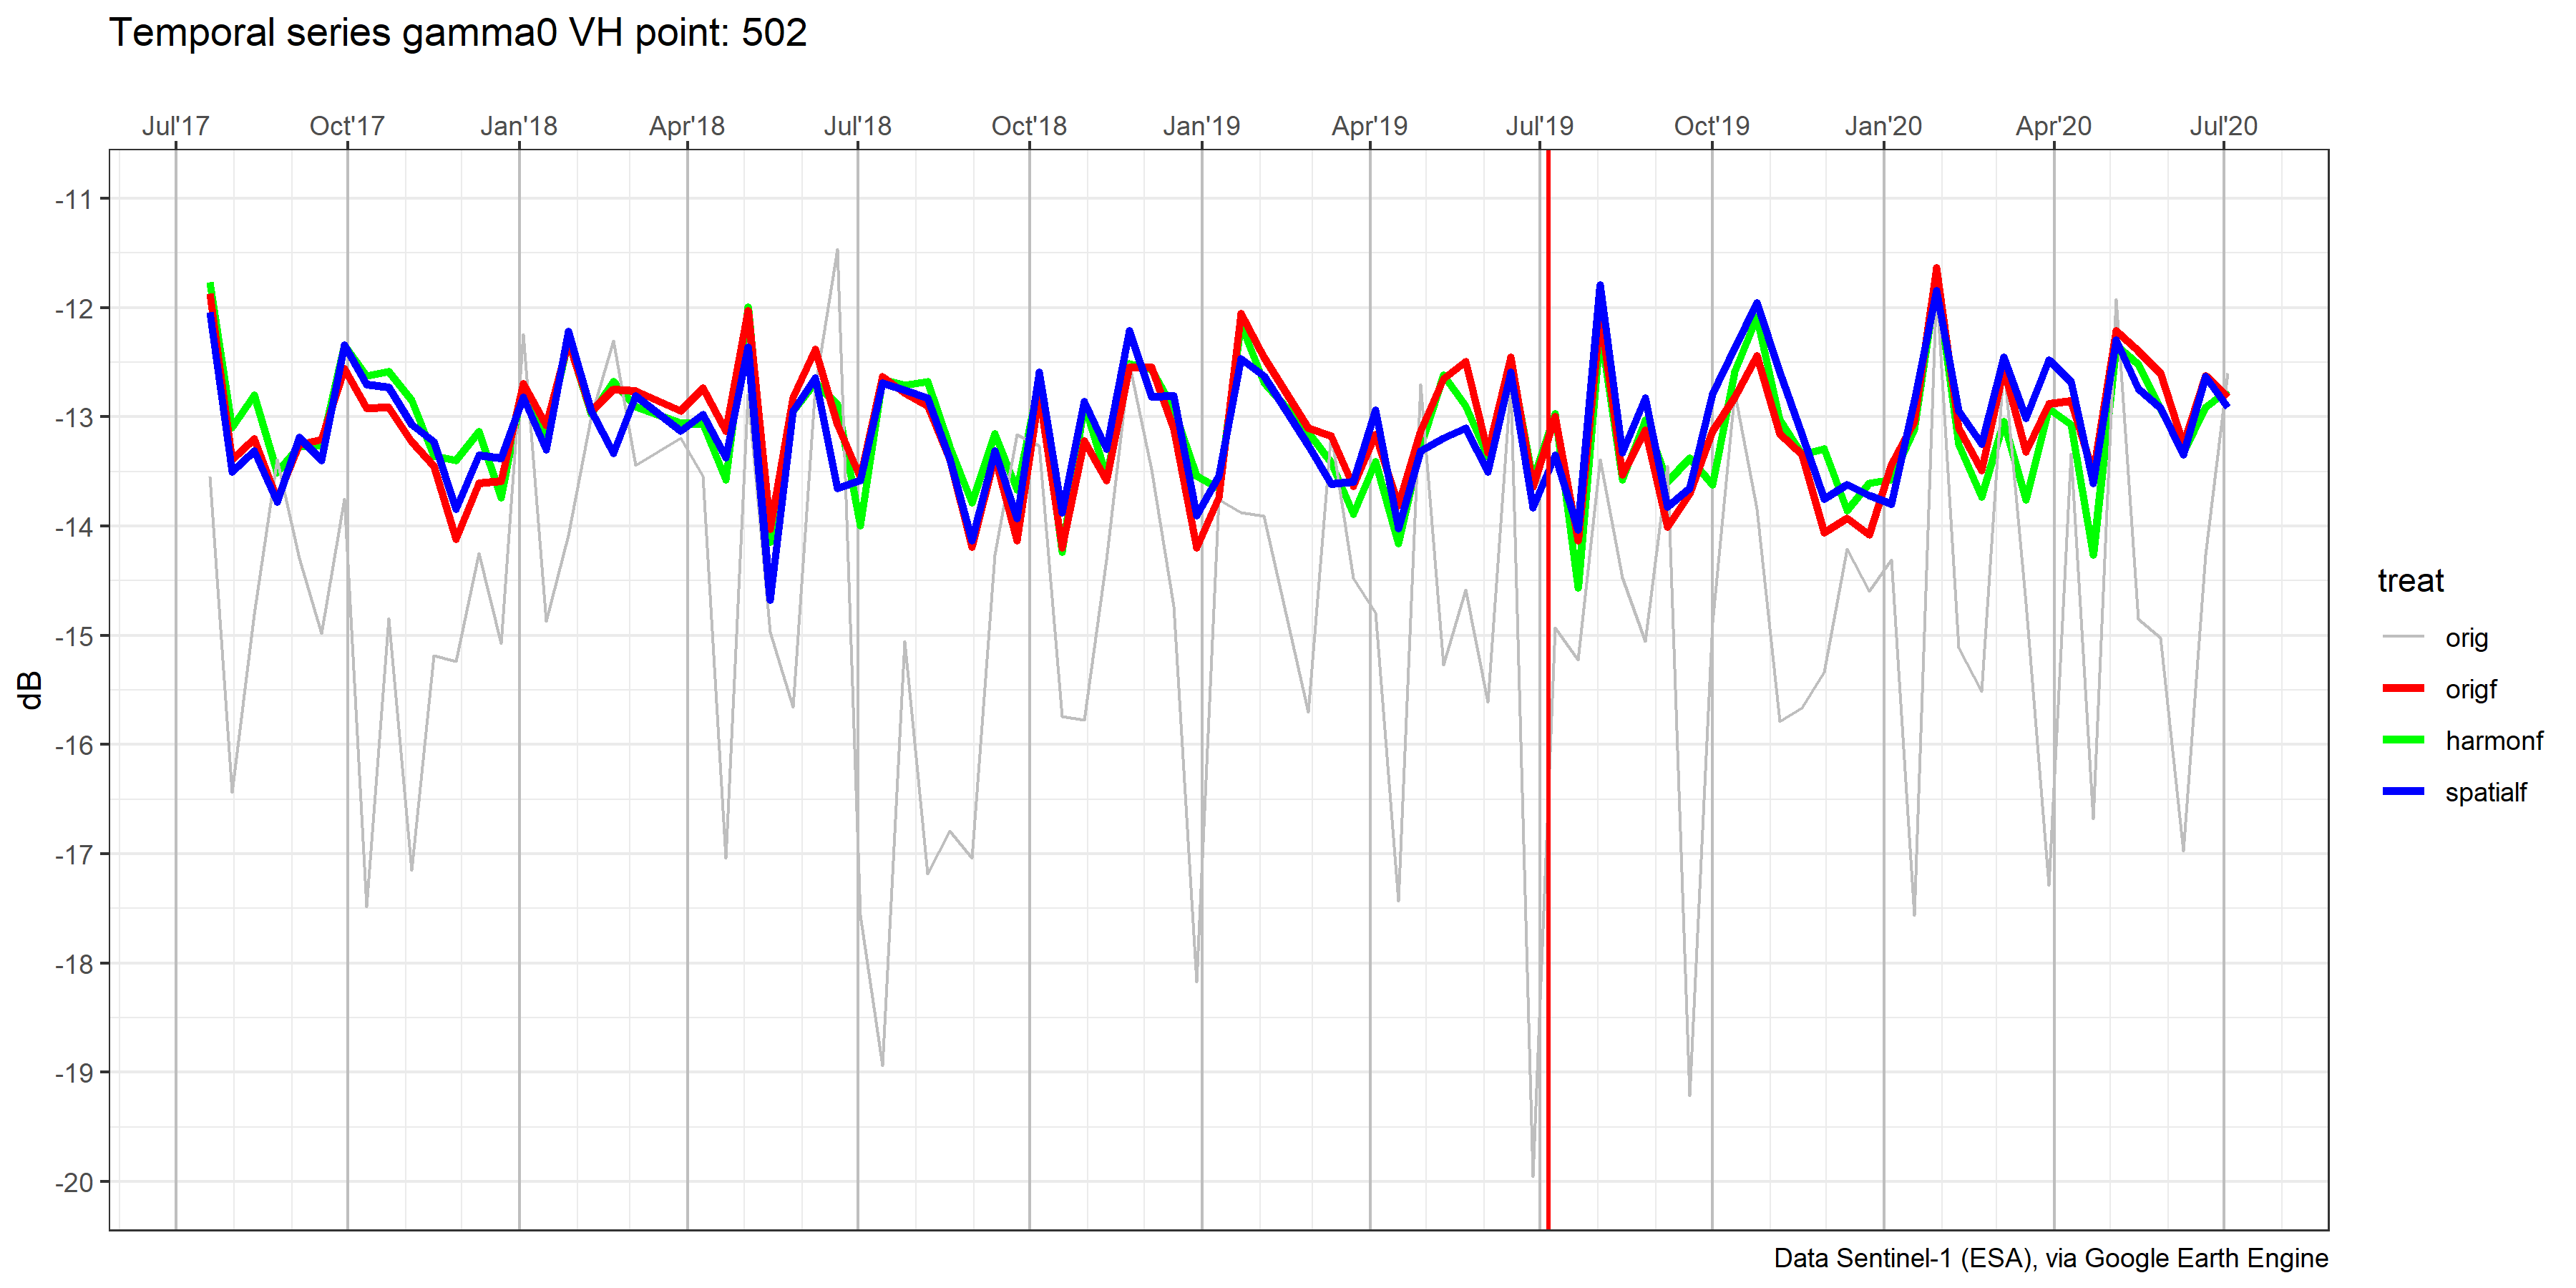 Temporal series gamma0 VH point: 502
Jul'17 Oct'17 Jan'18 Apr'18 Jul'18 Oct'18 Jan'19 Apr'19 Jul'19 Oct'19 Jan'20 Apr'20 Jul'20
-11
-12
-13
-14
-15
-16
-17
-18
-19
-20
dB
treat
orig
origf
harmonf
spatialf
Data Sentinel-1 (ESA), via Google Earth Engine